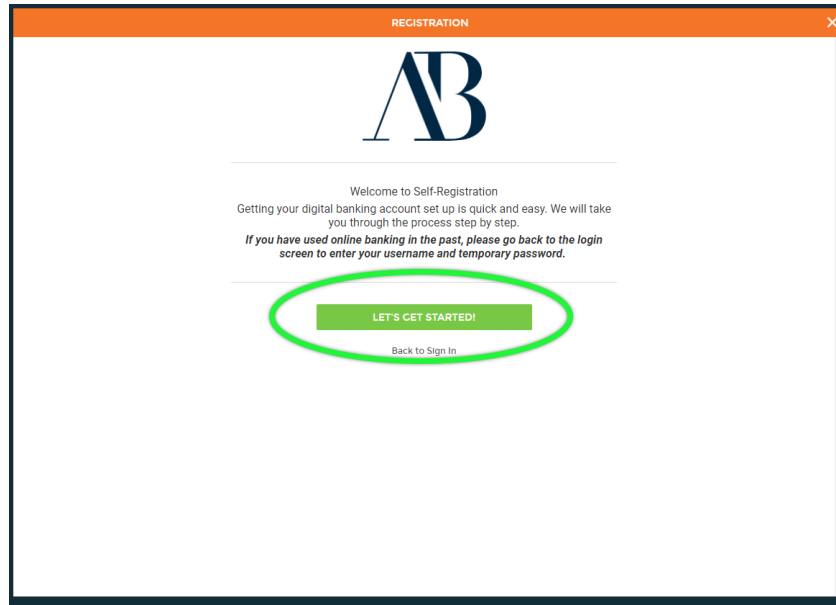 REGISTRATION
AB
Welcome to Self-Registration
Getting your digital banking account set up is quick and easy. We will take
you through the process step by step.
If you have used online banking in the past, please go back to the login
screen to enter your username and temporary password.
LET'S GET STARTED!
Back to Sign In